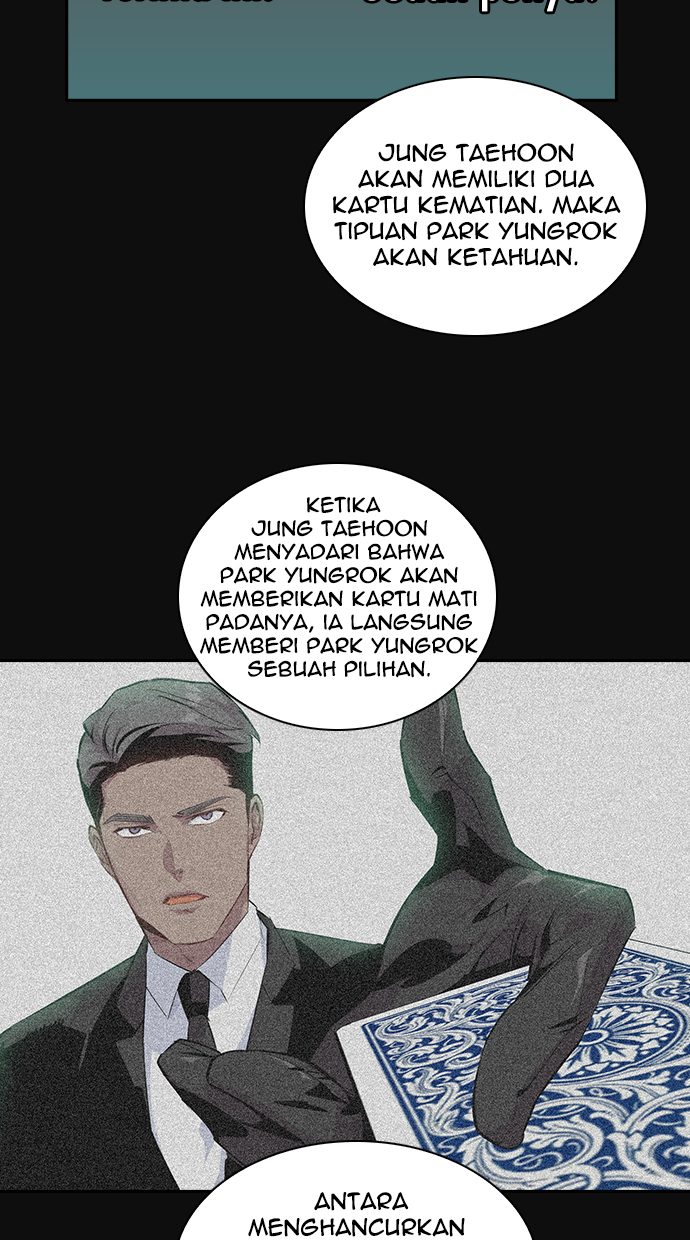 JUNG TAEHOON
AKAN MEMILIKI DUA
KARTU KEMATIAN. MAKA
TIPUAN PARK YUNGROK
AKAN KETAHUAN.
KETIKA
JUNG TAEHOON
MENYADARI BAHWA
PARK YUNGROK AKAN
MEMBERIKAN KARTU MATI
PADANYA, IA LANGSUNG
MEMBERI PARK YUNGROK
SEBUAH PILIHAN.
ANTARA
MENGHANCURKAN